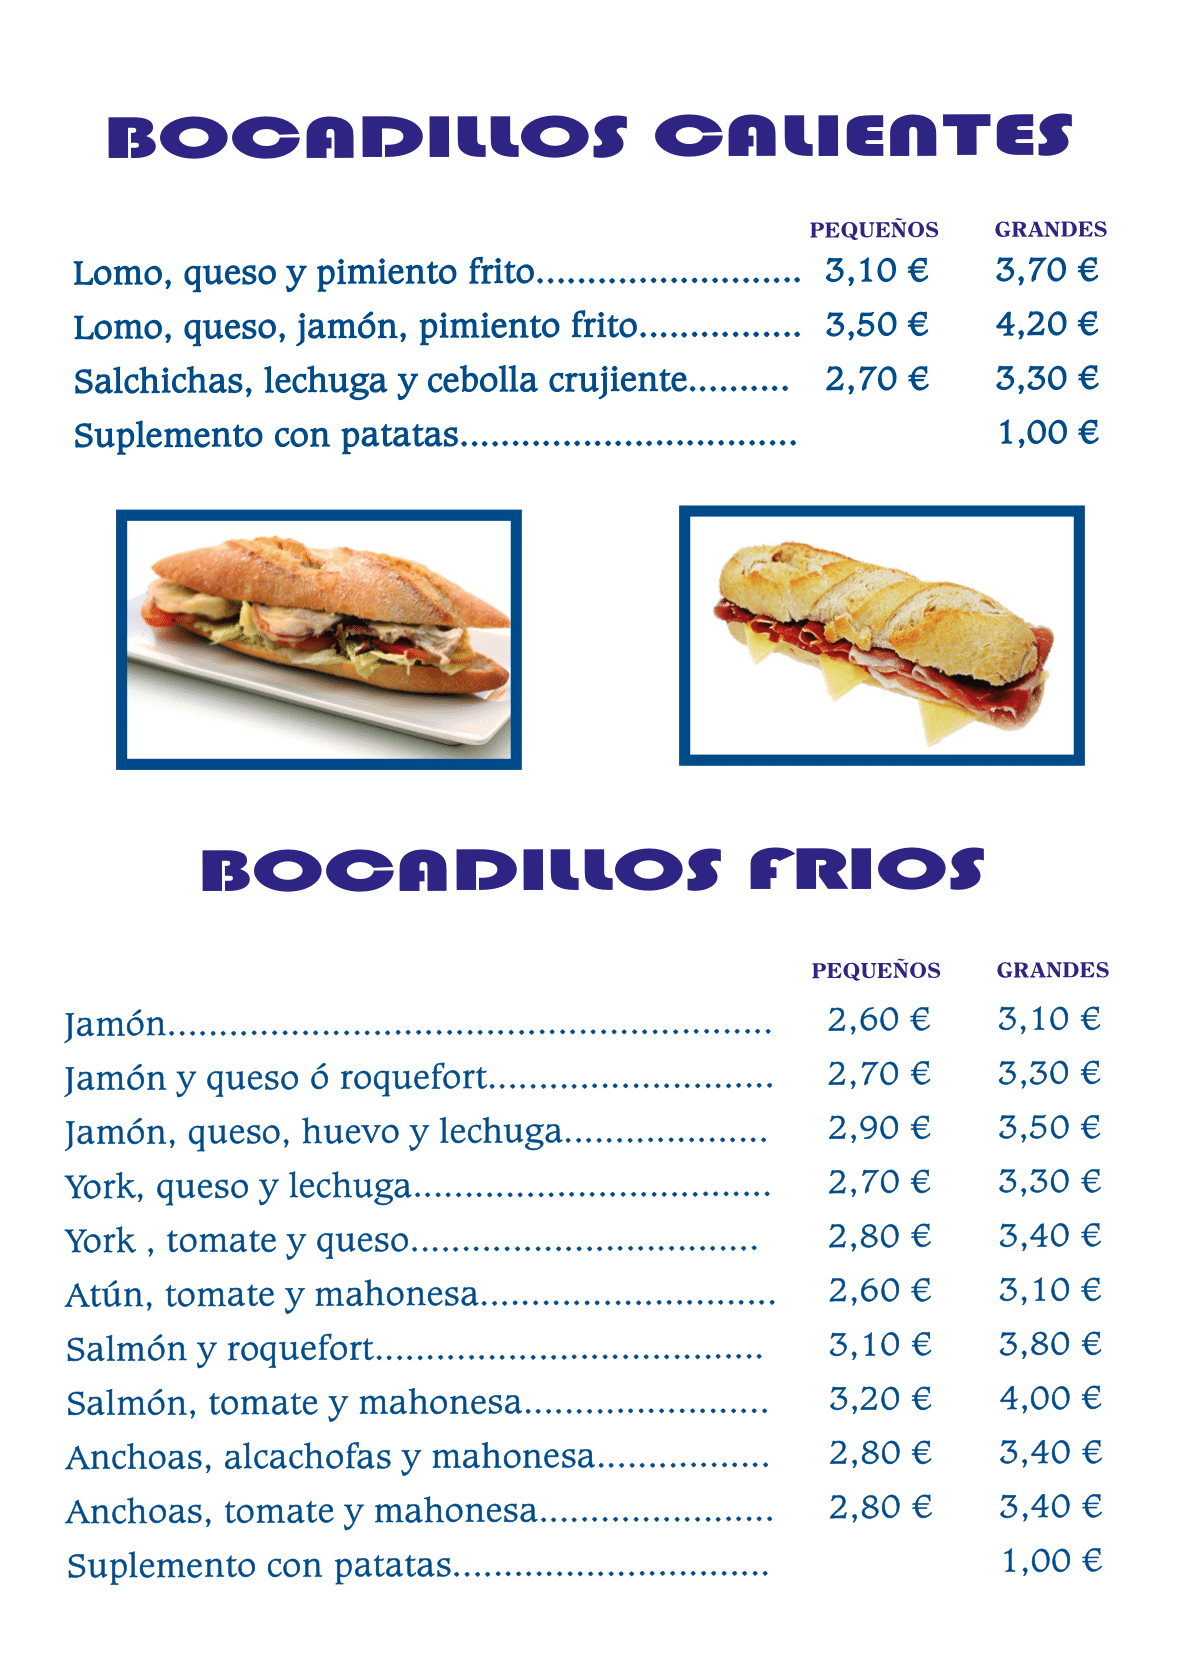 BOCADILLOS CALIENTES
PEQUEÑOS GRANDES
Lomo, queso y pimiento frito.......................... 3,10 € 3,70 €
Lomo, queso, jamón, pimiento frito................ 3,50 € 4,20 €
Salchichas, lechuga y cebolla crujiente.......... 2,70 € 3,30 €
Suplemento con patatas................................. 1,00 €
BOCADILLOS FRIOS
PEQUEÑOS GRANDES
Jamón........................................................... 2,60 € 3,10 €
Jamón y queso ó roquefort............................ 2,70 € 3,30 €
Jamón, queso, huevo y lechuga.................... 2,90 € 3,50 €
York, queso y lechuga................................... 2,70 € 3,30 €
York , tomate y queso.................................. 2,80 € 3,40 €
Atún, tomate y mahonesa............................. 2,60 € 3,10 €
Salmón y roquefort...................................... 3,10 € 3,80 €
Salmón, tomate y mahonesa........................ 3,20 € 4,00 €
Anchoas, alcachofas y mahonesa................. 2,80 € 3,40 €
Anchoas, tomate y mahonesa....................... 2,80 € 3,40 €
Suplemento con patatas............................... 1,00 €